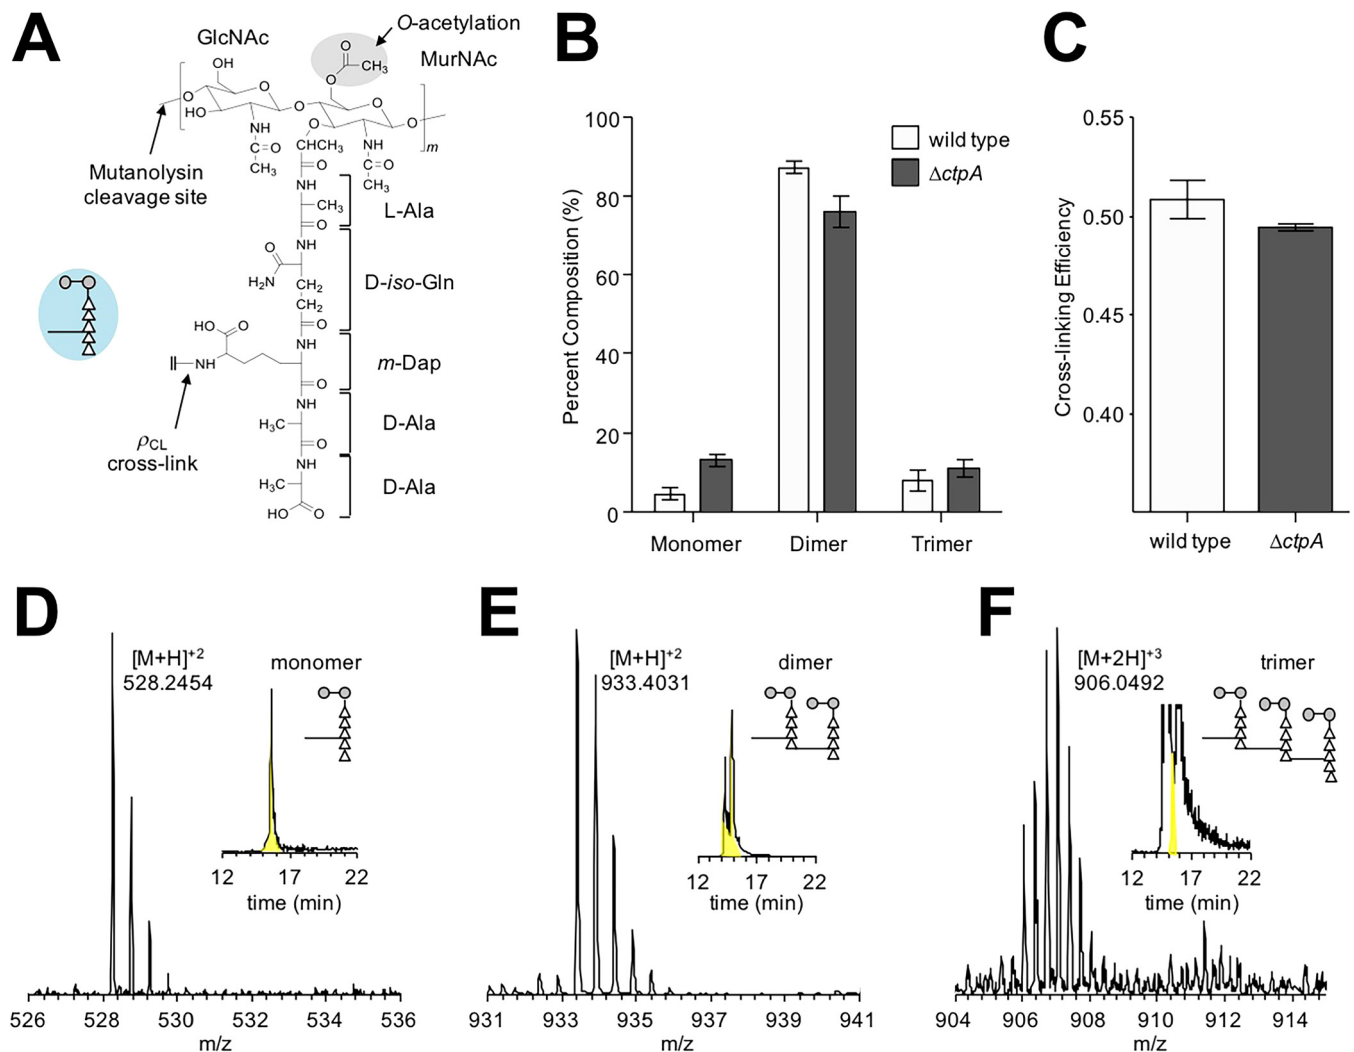 A
GlcNAc
O-acetylation
MurNAc
OH
O
CH₃
O
O
HO
O
O
O
O
O
m
NH
C=O
CH₃
CHCH₃
O
NH
C=O
CH₃
Mutanolysin
cleavage site
NH
CH₃
O
L-Ala
NH
O
H₂N
CH₂
CH₂
O
D-iso-Gln
HO
O
NH
NH
O
m-Dap
ρCL
cross-link
NH
H₃C
O
D-Ala
NH
H₃C
HO
O
D-Ala
B
Percent Composition (%)
100
80
60
40
20
0
wild type
ΔctpA
Monomer
Dimer
Trimer
C
Cross-linking Efficiency
0.55
0.50
0.45
0.40
wild type
ΔctpA
D
[M+H]⁺²
528.2454
monomer
12 17 22
time (min)
526 528 530 532 534 536
m/z
E
[M+H]⁺²
933.4031
dimer
12 17 22
time (min)
931 933 935 937 939 941
m/z
F
[M+2H]⁺³
906.0492
trimer
12 17 22
time (min)
904 906 908 910 912 914
m/z